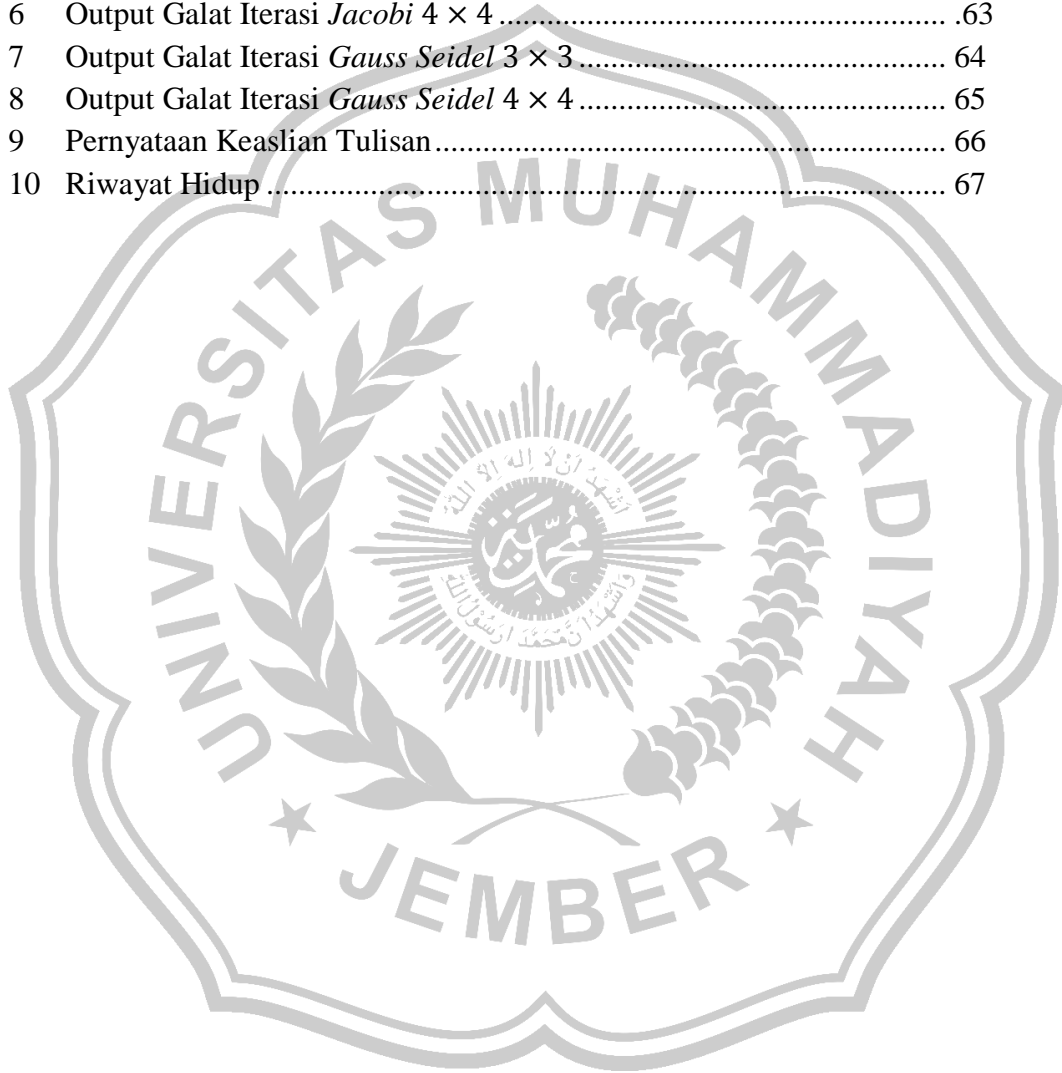 6 Output Galat Iterasi Jacobi 4 × 4 ......................................................... .63
7 Output Galat Iterasi Gauss Seidel 3 × 3 ............................................... 64
8 Output Galat Iterasi Gauss Seidel 4 × 4 ............................................... 65
9 Pernyataan Keaslian Tulisan ................................................................. 66
10 Riwayat Hidup ...................................................................................... 67
UNIVERSITAS MUHAMMADIYAH
JEMBER